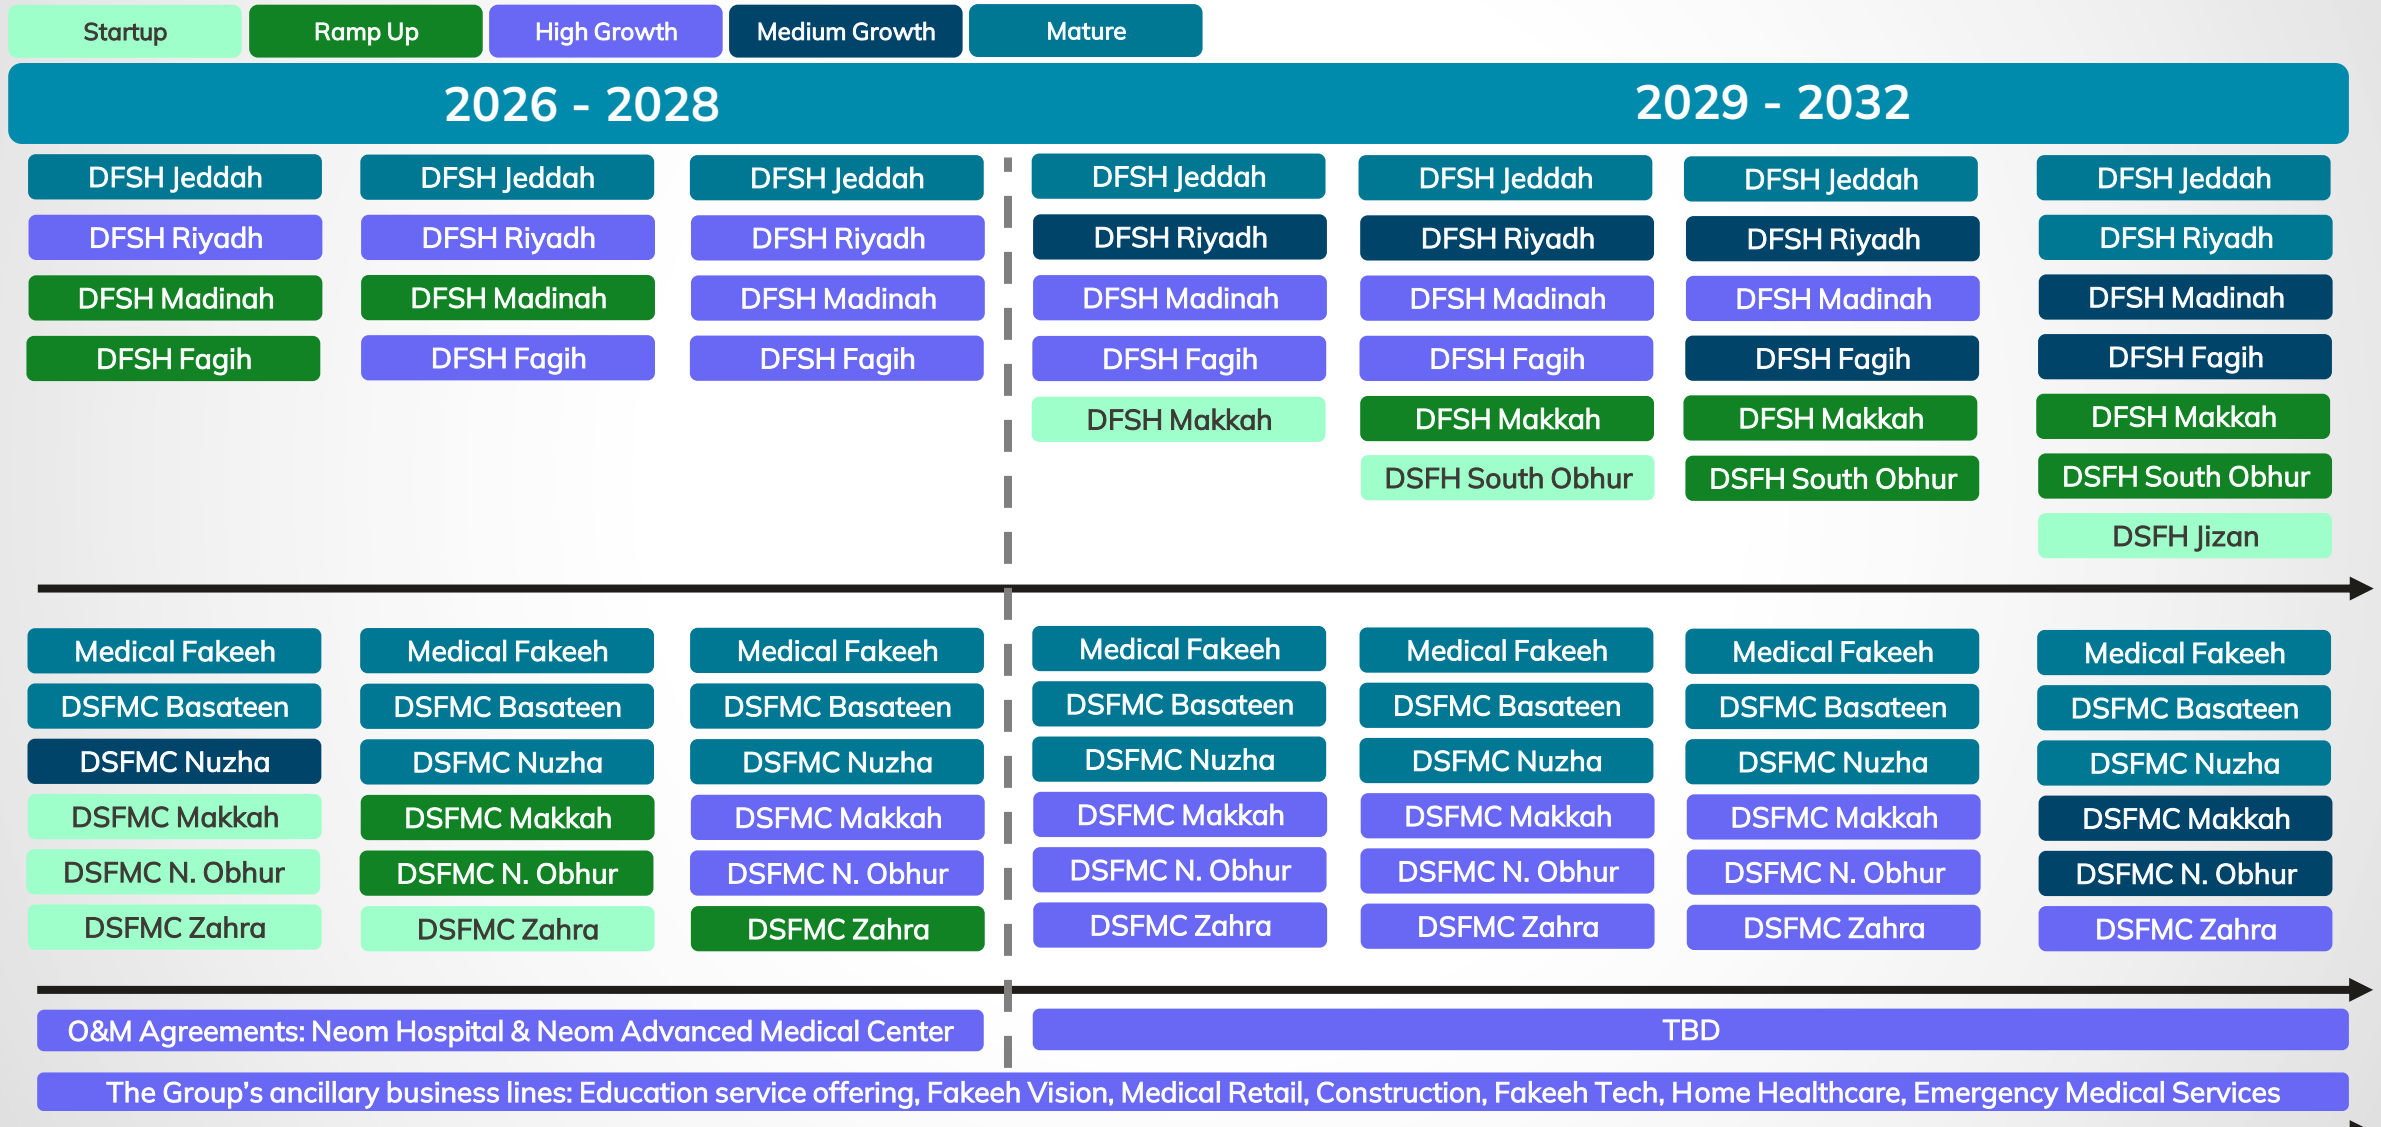 Startup Ramp Up High Growth Medium Growth Mature
2026 - 2028 2029 - 2032
DFSH Jeddah DFSH Jeddah DFSH Jeddah DFSH Jeddah DFSH Jeddah DFSH Jeddah DFSH Jeddah
DFSH Riyadh DFSH Riyadh DFSH Riyadh DFSH Riyadh DFSH Riyadh DFSH Riyadh DFSH Riyadh
DFSH Madinah DFSH Madinah DFSH Madinah DFSH Madinah DFSH Madinah DFSH Madinah DFSH Madinah
DFSH Fagih DFSH Fagih DFSH Fagih DFSH Fagih DFSH Fagih DFSH Fagih DFSH Fagih
DFSH Makkah DFSH Makkah DFSH Makkah DFSH Makkah
DSFH South Obhur DSFH South Obhur DSFH South Obhur
DSFH Jizan
Medical Fakeeh Medical Fakeeh Medical Fakeeh Medical Fakeeh Medical Fakeeh Medical Fakeeh Medical Fakeeh
DSFMC Basateen DSFMC Basateen DSFMC Basateen DSFMC Basateen DSFMC Basateen DSFMC Basateen DSFMC Basateen
DSFMC Nuzha DSFMC Nuzha DSFMC Nuzha DSFMC Nuzha DSFMC Nuzha DSFMC Nuzha DSFMC Nuzha
DSFMC Makkah DSFMC Makkah DSFMC Makkah DSFMC Makkah DSFMC Makkah DSFMC Makkah DSFMC Makkah
DSFMC N. Obhur DSFMC N. Obhur DSFMC N. Obhur DSFMC N. Obhur DSFMC N. Obhur DSFMC N. Obhur DSFMC N. Obhur
DSFMC Zahra DSFMC Zahra DSFMC Zahra DSFMC Zahra DSFMC Zahra DSFMC Zahra DSFMC Zahra
O&M Agreements: Neom Hospital & Neom Advanced Medical Center TBD
The Group’s ancillary business lines: Education service offering, Fakeeh Vision, Medical Retail, Construction, Fakeeh Tech, Home Healthcare, Emergency Medical Services